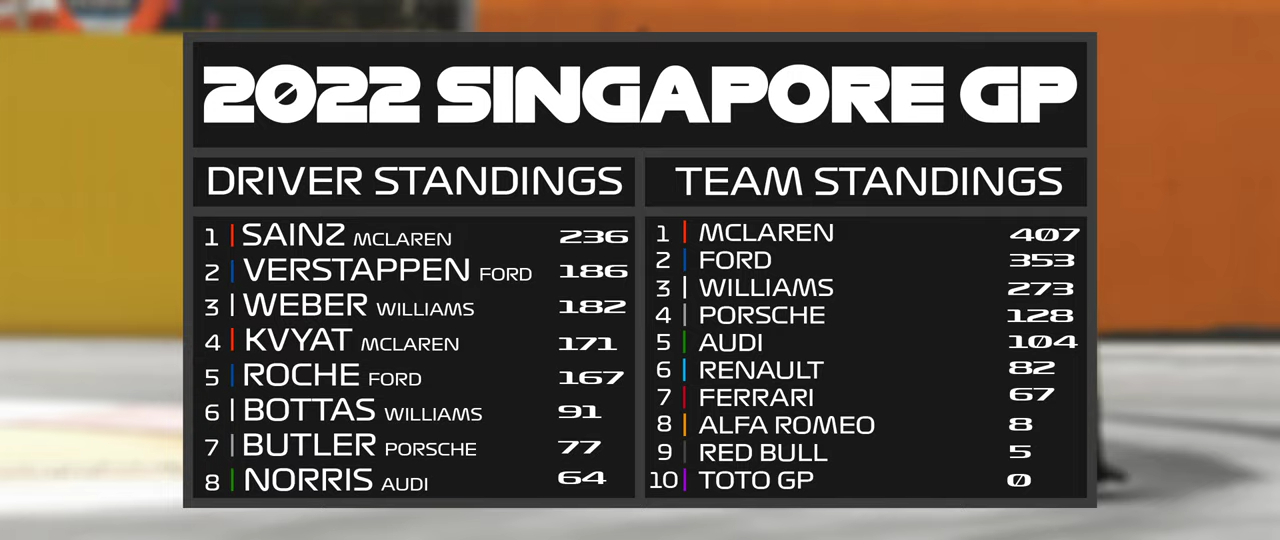 2022 SINGAPORE GP
DRIVER STANDINGS
1 SAINZ MCLAREN 236
2 VERSTAPPEN FORD 186
3 WEBER WILLIAMS 182
4 KVYAT MCLAREN 171
5 ROCHE FORD 167
6 BOTTAS WILLIAMS 91
7 BUTLER PORSCHE 77
8 NORRIS AUDI 64
TEAM STANDINGS
1 MCLAREN 407
2 FORD 353
3 WILLIAMS 273
4 PORSCHE 128
5 AUDI 104
6 RENAULT 82
7 FERRARI 67
8 ALFA ROMEO 8
9 RED BULL 5
10 TOTO GP 0